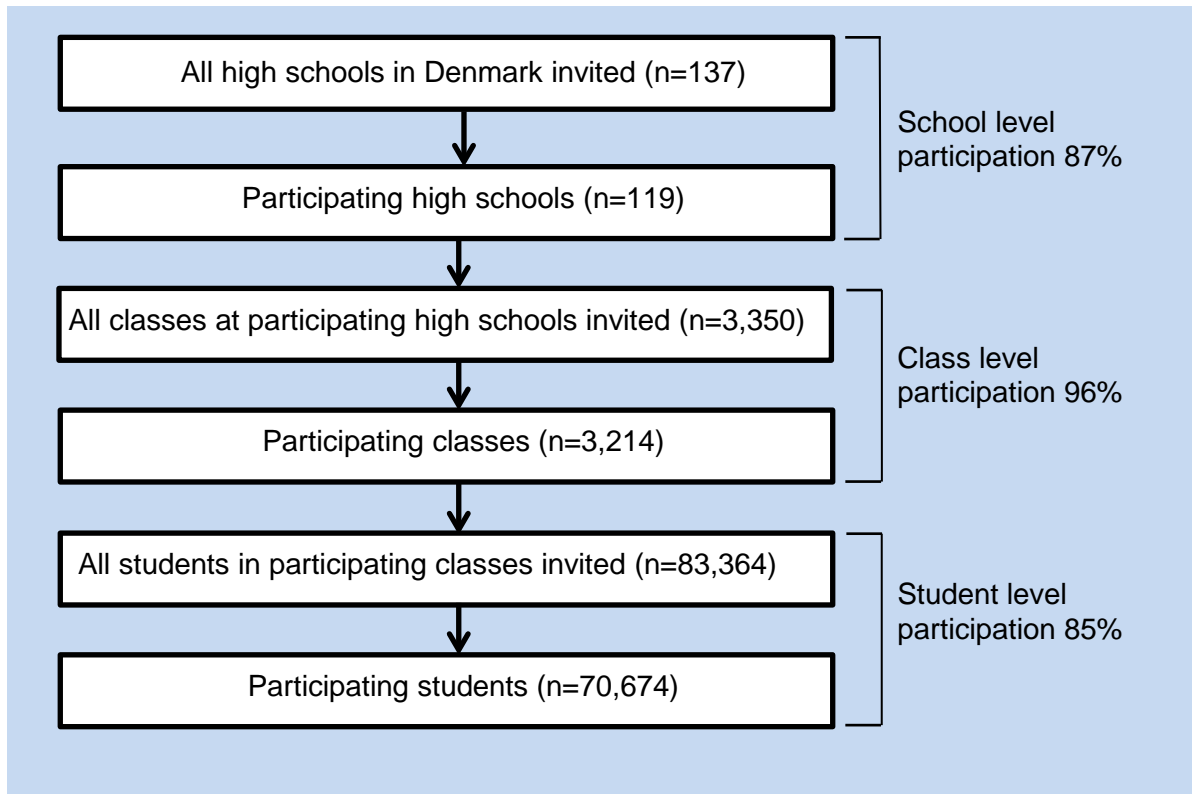 All high schools in Denmark invited (n=137)
School level
participation 87%
Participating high schools (n=119)
All classes at participating high schools invited (n=3,350)
Class level
participation 96%
Participating classes (n=3,214)
All students in participating classes invited (n=83,364)
Student level
participation 85%
Participating students (n=70,674)